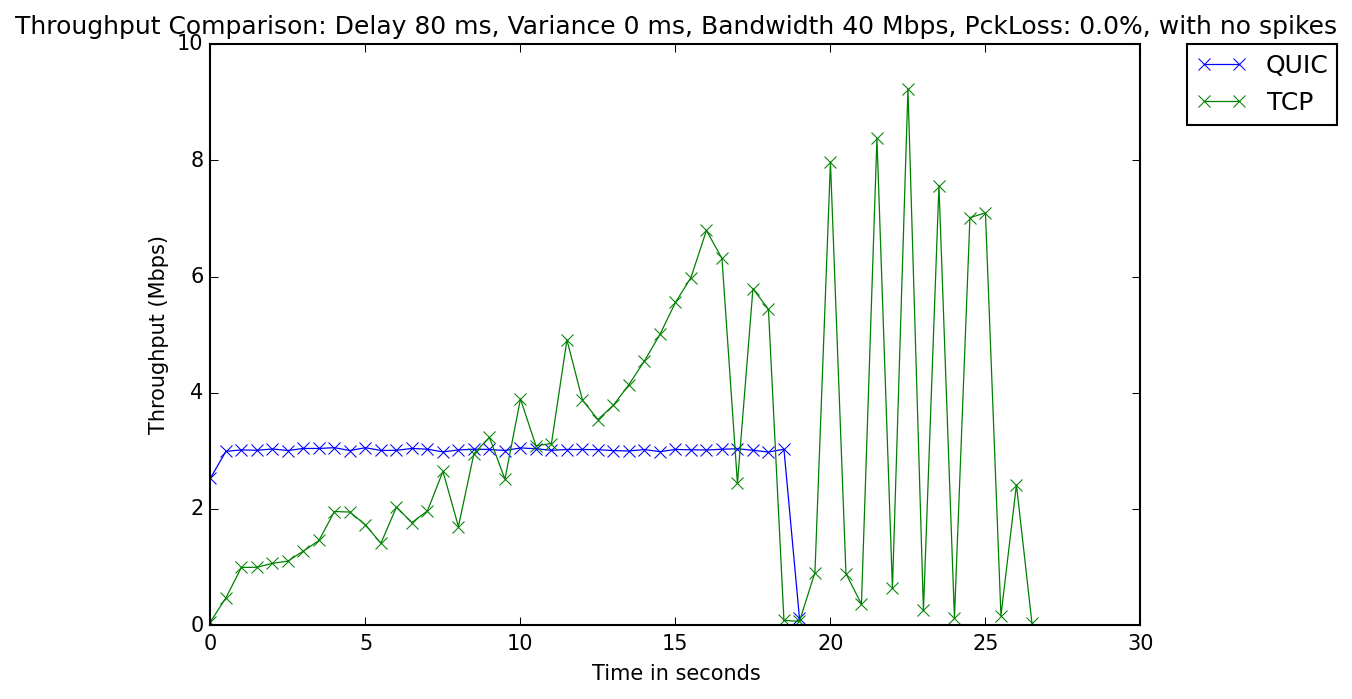 Throughput Comparison: Delay 80 ms, Variance 0 ms, Bandwidth 40 Mbps, PckLoss: 0.0%, with no spikes
QUIC
TCP
Throughput (Mbps)
10
8
6
4
2
0
0 5 10 15 20 25 30
Time in seconds